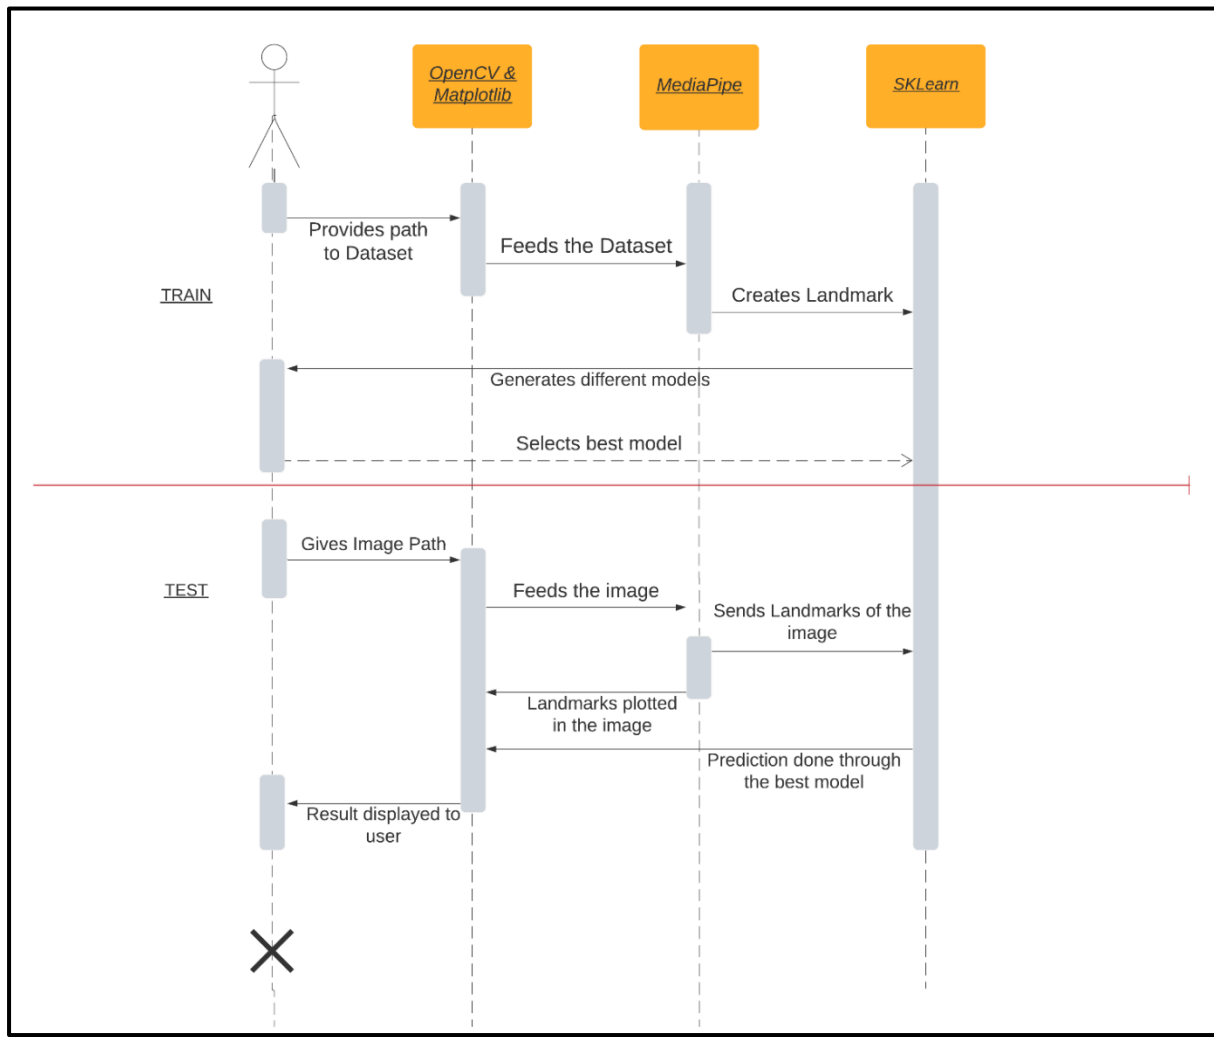 OpenCV &
Matplotlib
MediaPipe
SKLearn
Provides path
to Dataset
Feeds the Dataset
TRAIN
Creates Landmark
Generates different models
Selects best model
Gives Image Path
TEST
Feeds the image
Sends Landmarks of the
image
Landmarks plotted
in the image
Prediction done through
the best model
Result displayed to
user